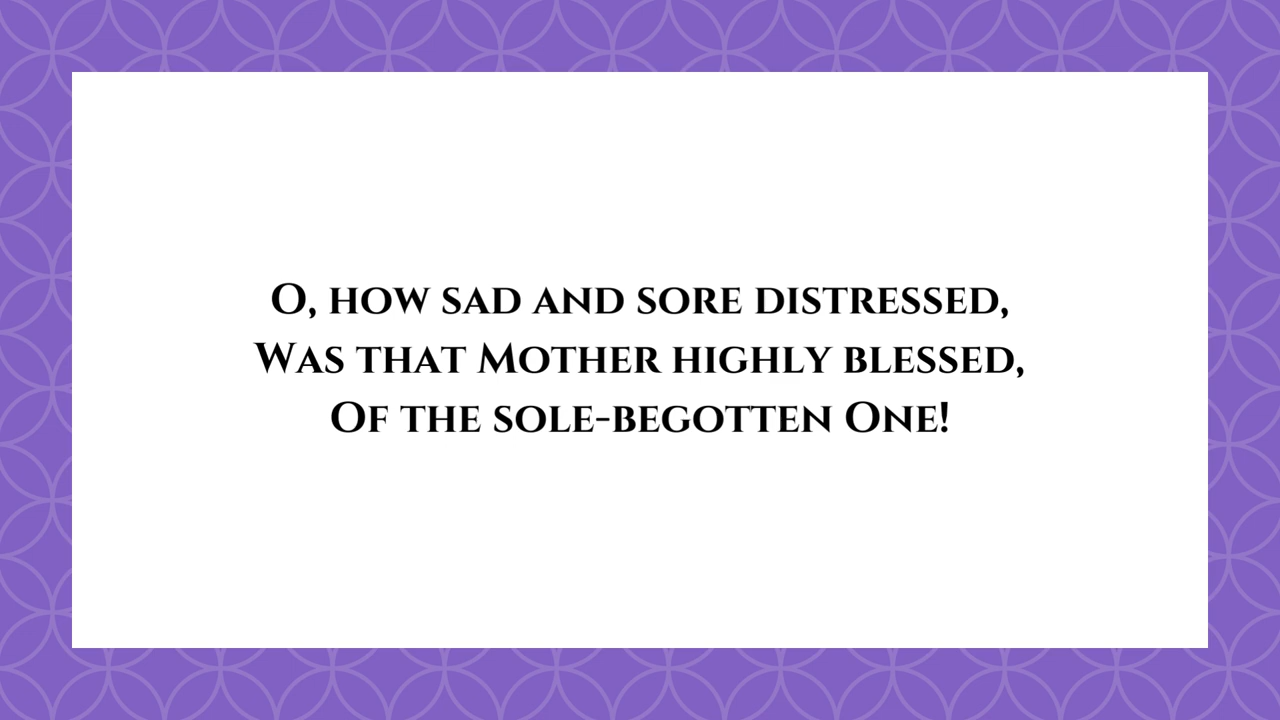 O, how sad and sore distressed,
Was that Mother highly blessed,
Of the sole-begotten One!